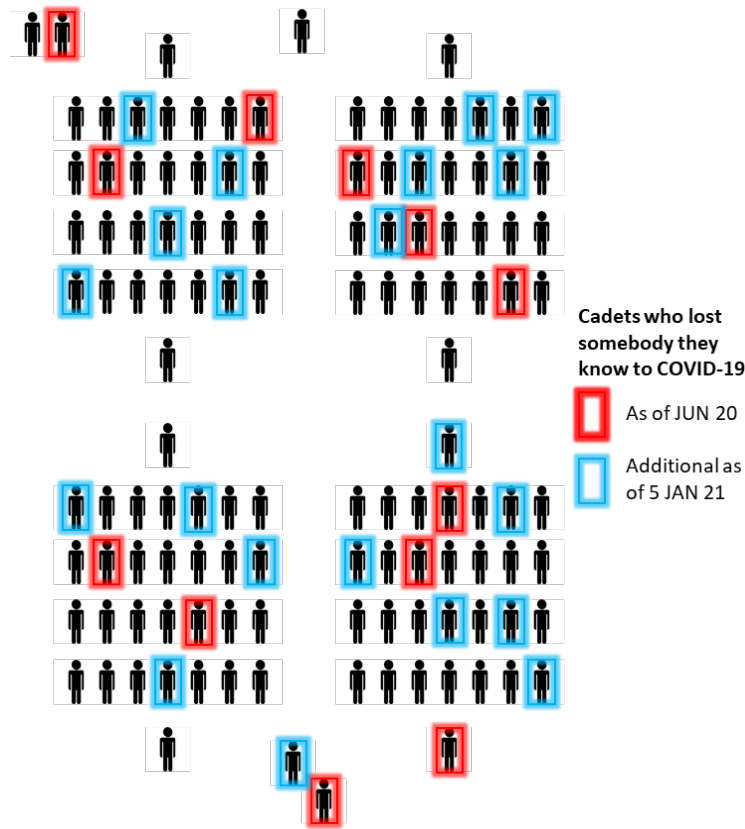 Cadets who lost
somebody they
know to COVID-19
As of JUN 20
Additional as
of 5 JAN 21